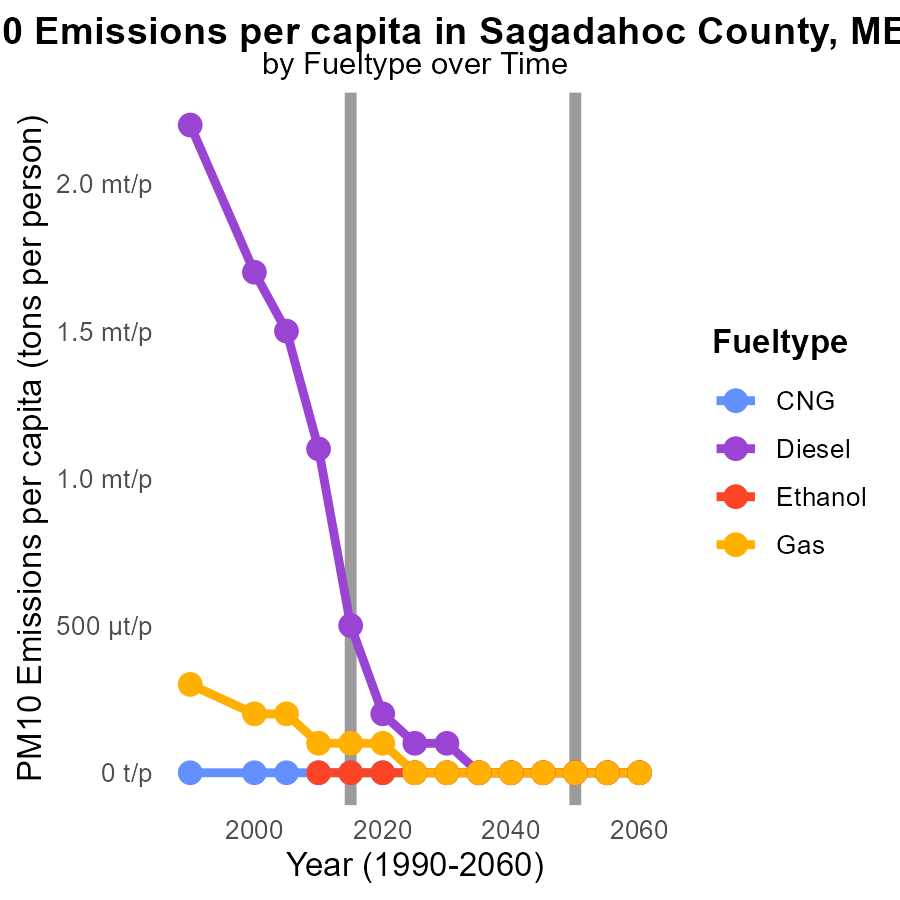 0 Emissions per capita in Sagadahoc County, ME
by Fueltype over Time
PM10 Emissions per capita (tons per person)
2.0 mt/p
1.5 mt/p
1.0 mt/p
500 µt/p
0 t/p
2000
2020
2040
2060
Year (1990-2060)
Fueltype
CNG
Diesel
Ethanol
Gas